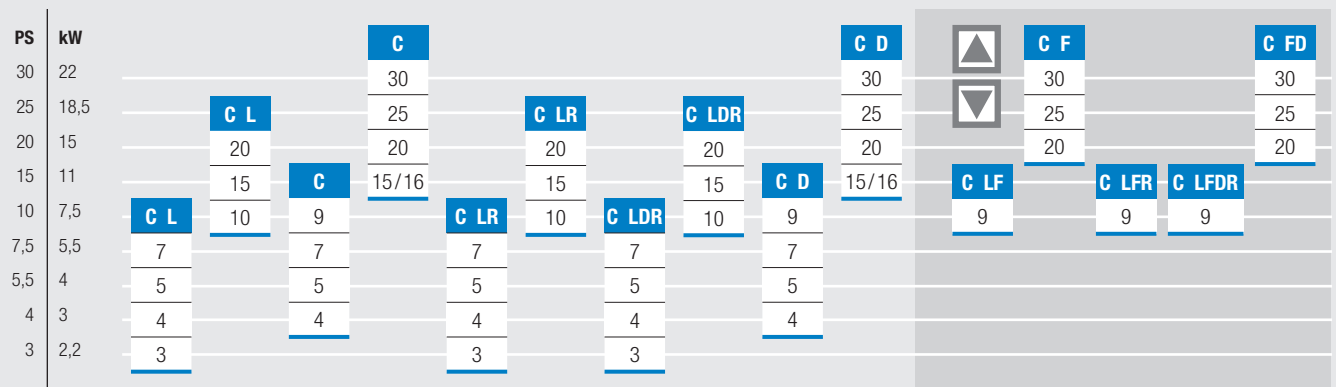 C C D C F C FD
PS kW
30 22 30 30 30 30
25 18,5 C L 25 C LR C LDR 25 25 25
20 15 20 20 20 20 20 20 20
15 11 15 C 15/16 15 15 C D 15/16 C LF C LFR C LFDR
10 7,5 C L 10 9 C LR 10 C LDR 10 9 9 9 9
7,5 5,5 7 7 7 7 7
5,5 4 5 5 5 5 5
4 3 4 4 4 4 4
3 2,2 3 3 3